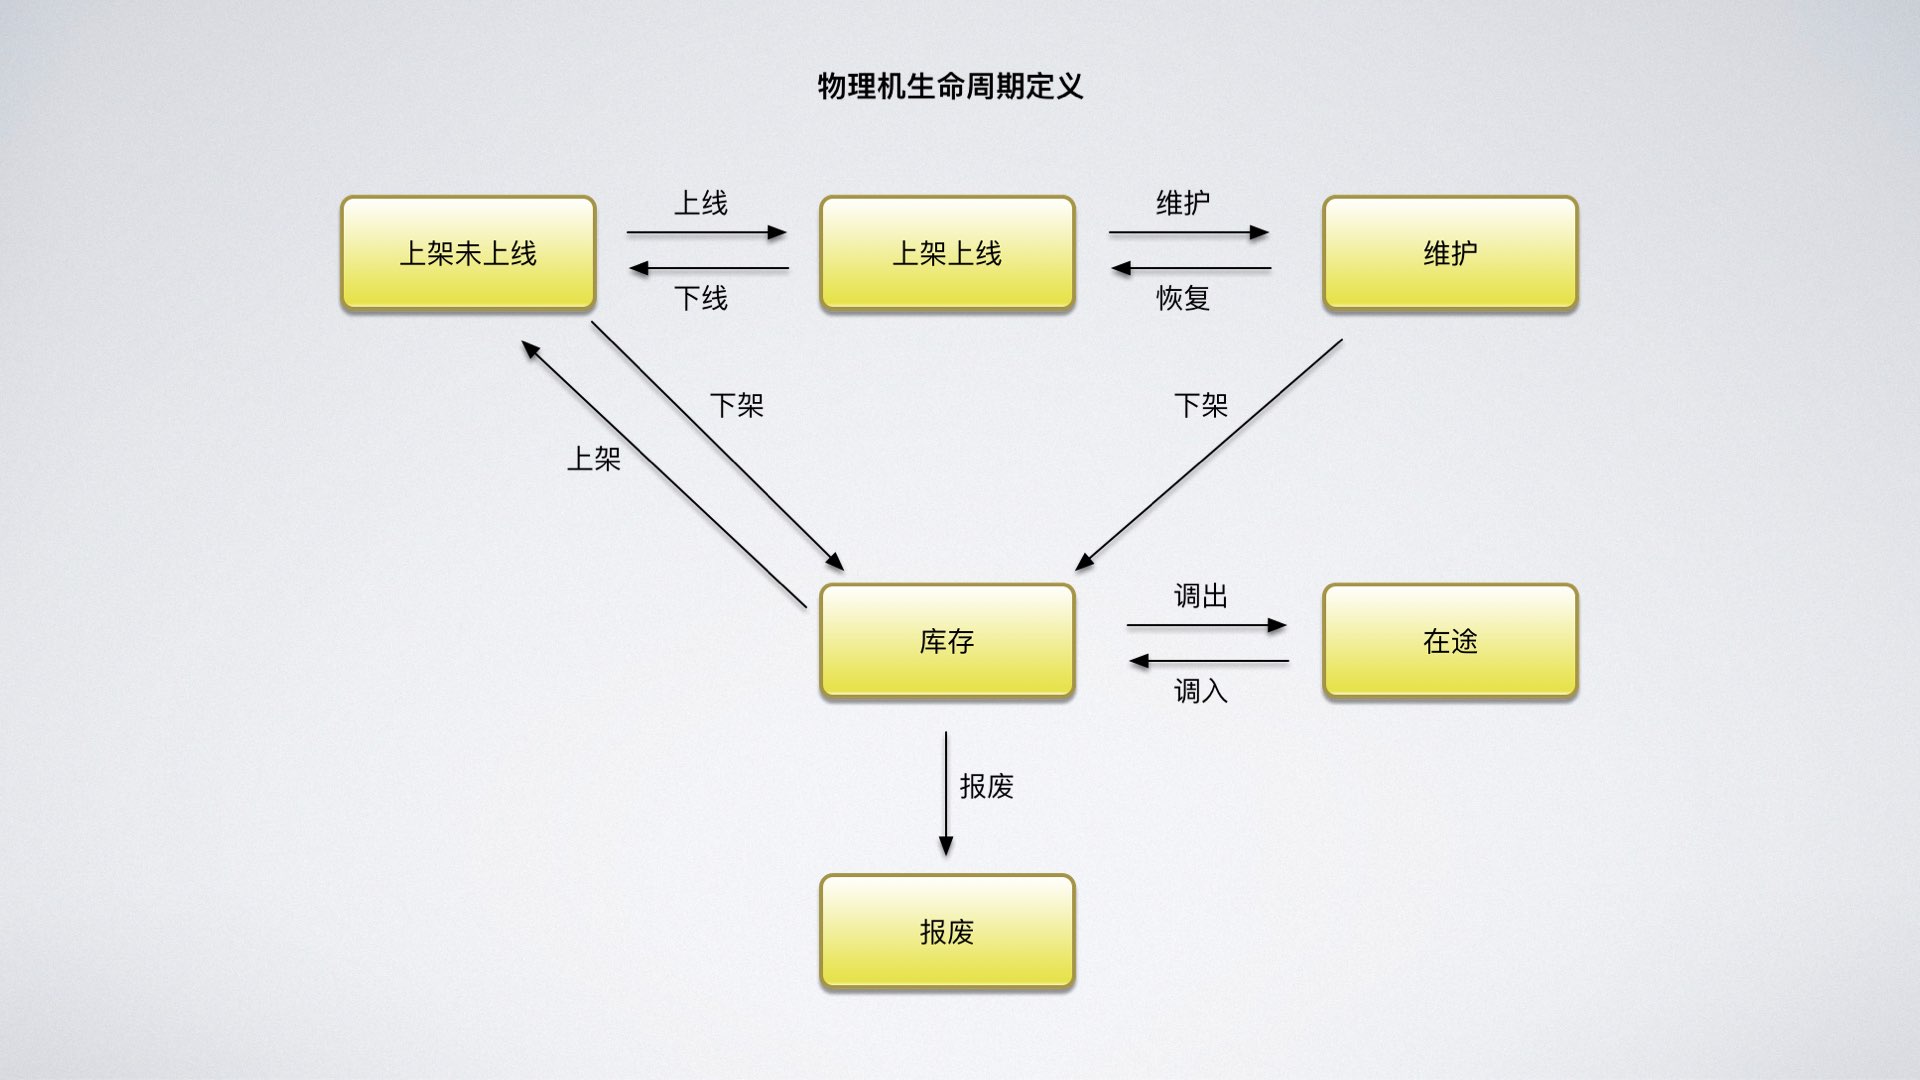 物理机生命周期定义
上线
维护
上架未上线
上架上线
维护
下线
恢复
下架
下架
上架
调出
库存
在途
调入
报废
报废